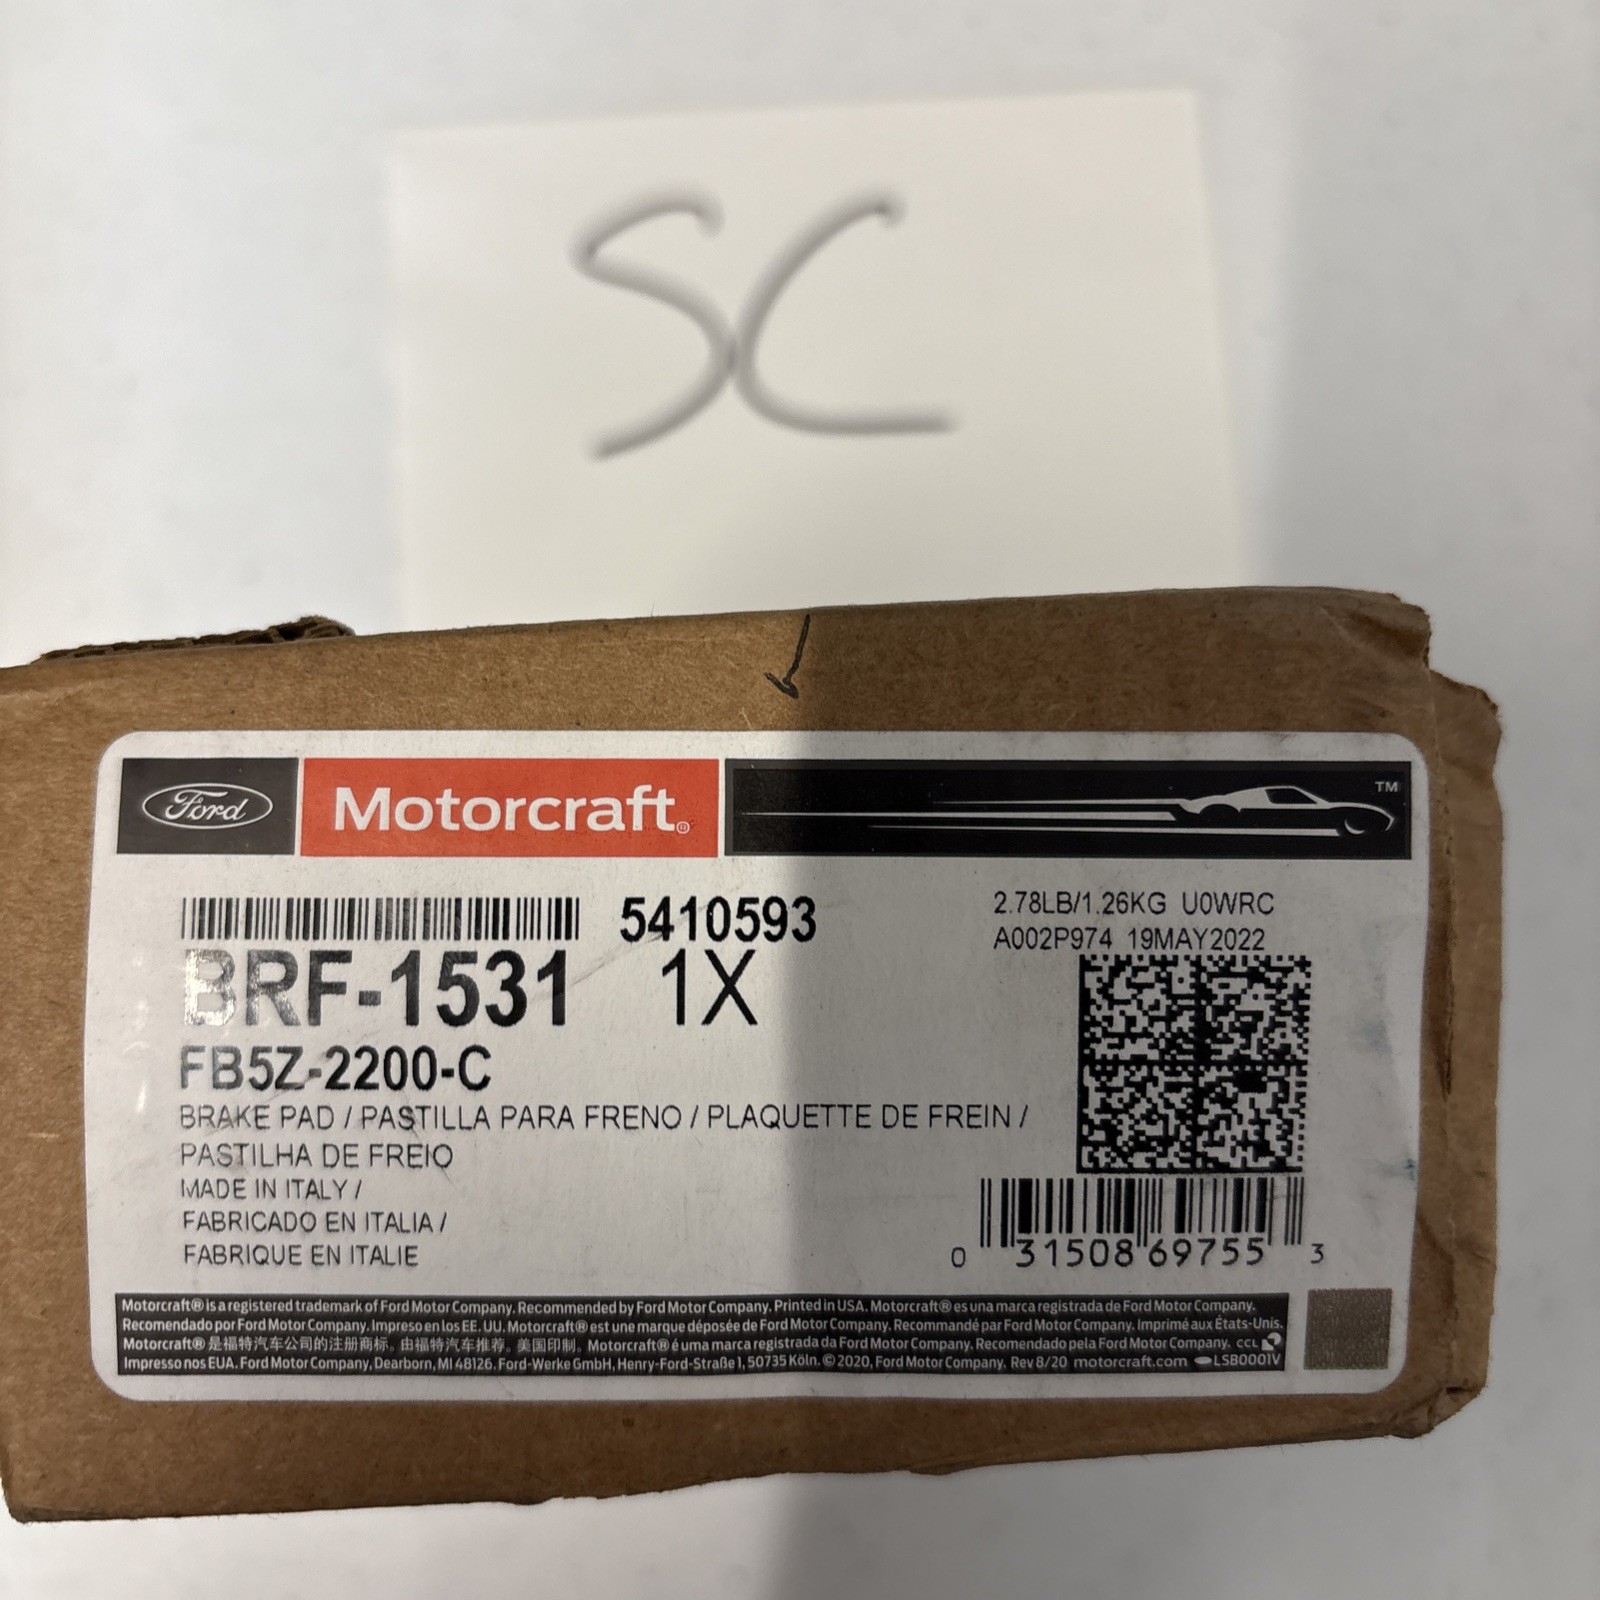 SC
Ford
Motorcraft®
TM
5410593
2.78LB/1.26KG U0WRC
A002P974 19MAY2022
BRF-1531 1X
FB5Z-2200-C
BRAKE PAD / PASTILLA PARA FRENO / PLAQUETTE DE FREIN /
PASTILHA DE FREIO
MADE IN ITALY /
FABRICADO EN ITALIA /
FABRIQUE EN ITALIE
0 31508 69755 3
Motorcraft® is a registered trademark of Ford Motor Company. Recommended by Ford Motor Company. Printed in USA. Motorcraft® es una marca registrada de Ford Motor Company.
Recomendado por Ford Motor Company. Impreso en los EE. UU. Motorcraft® est une marque déposée de Ford Motor Company. Recommandé par Ford Motor Company. Imprimé aux États-Unis.
Motorcraft® 是福特汽车公司的注册商标。由福特汽车推荐。美国印制。Motorcraft® é uma marca registrada da Ford Motor Company. Recomendado pela Ford Motor Company. CCL
Impresso nos EUA. Ford Motor Company, Dearborn, MI 48126. Ford-Werke GmbH, Henry-Ford-Straße 1, 50735 Köln. © 2020, Ford Motor Company. Rev 8/20 motorcraft.com LSB0001V